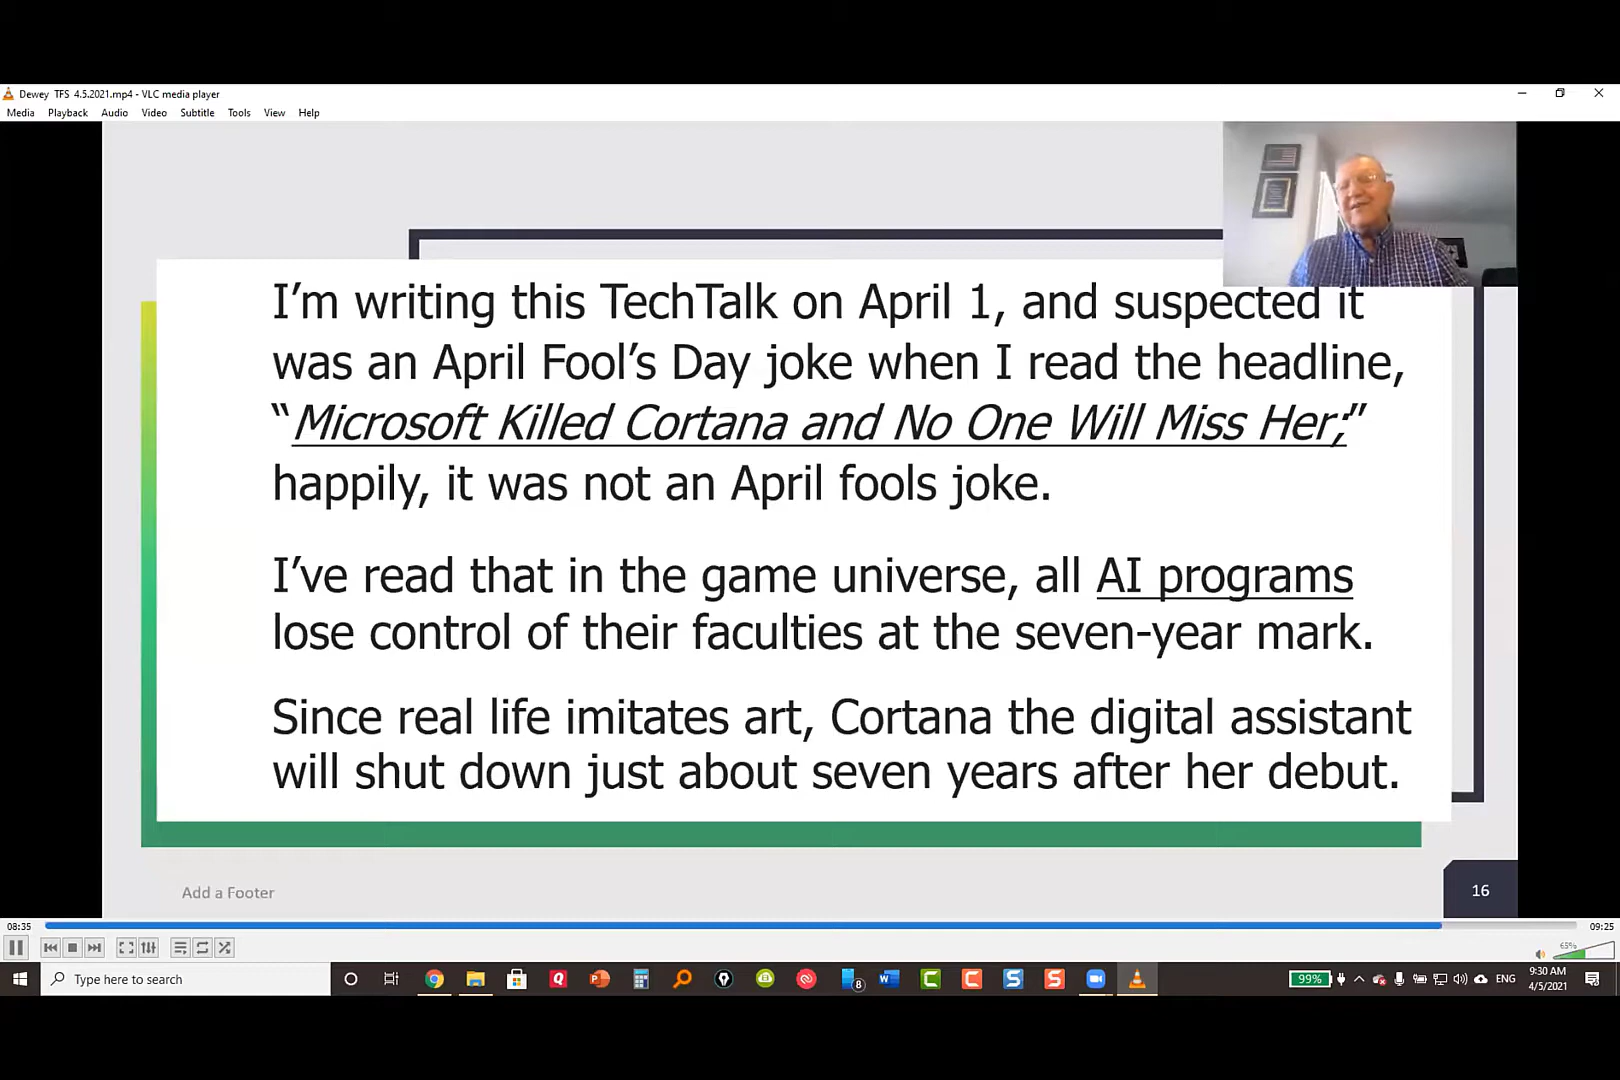 Dewey TFS 4.5.2021.mp4 - VLC media player
Media Playback Audio Video Subtitle Tools View Help
I’m writing this TechTalk on April 1, and suspected it
was an April Fool’s Day joke when I read the headline,
“Microsoft Killed Cortana and No One Will Miss Her;”
happily, it was not an April fools joke.
I’ve read that in the game universe, all AI programs
lose control of their faculties at the seven-year mark.
Since real life imitates art, Cortana the digital assistant
will shut down just about seven years after her debut.
Add a Footer
16
08:35
09:25
65%
Type here to search
8
99%
ENG
9:30 AM
4/5/2021